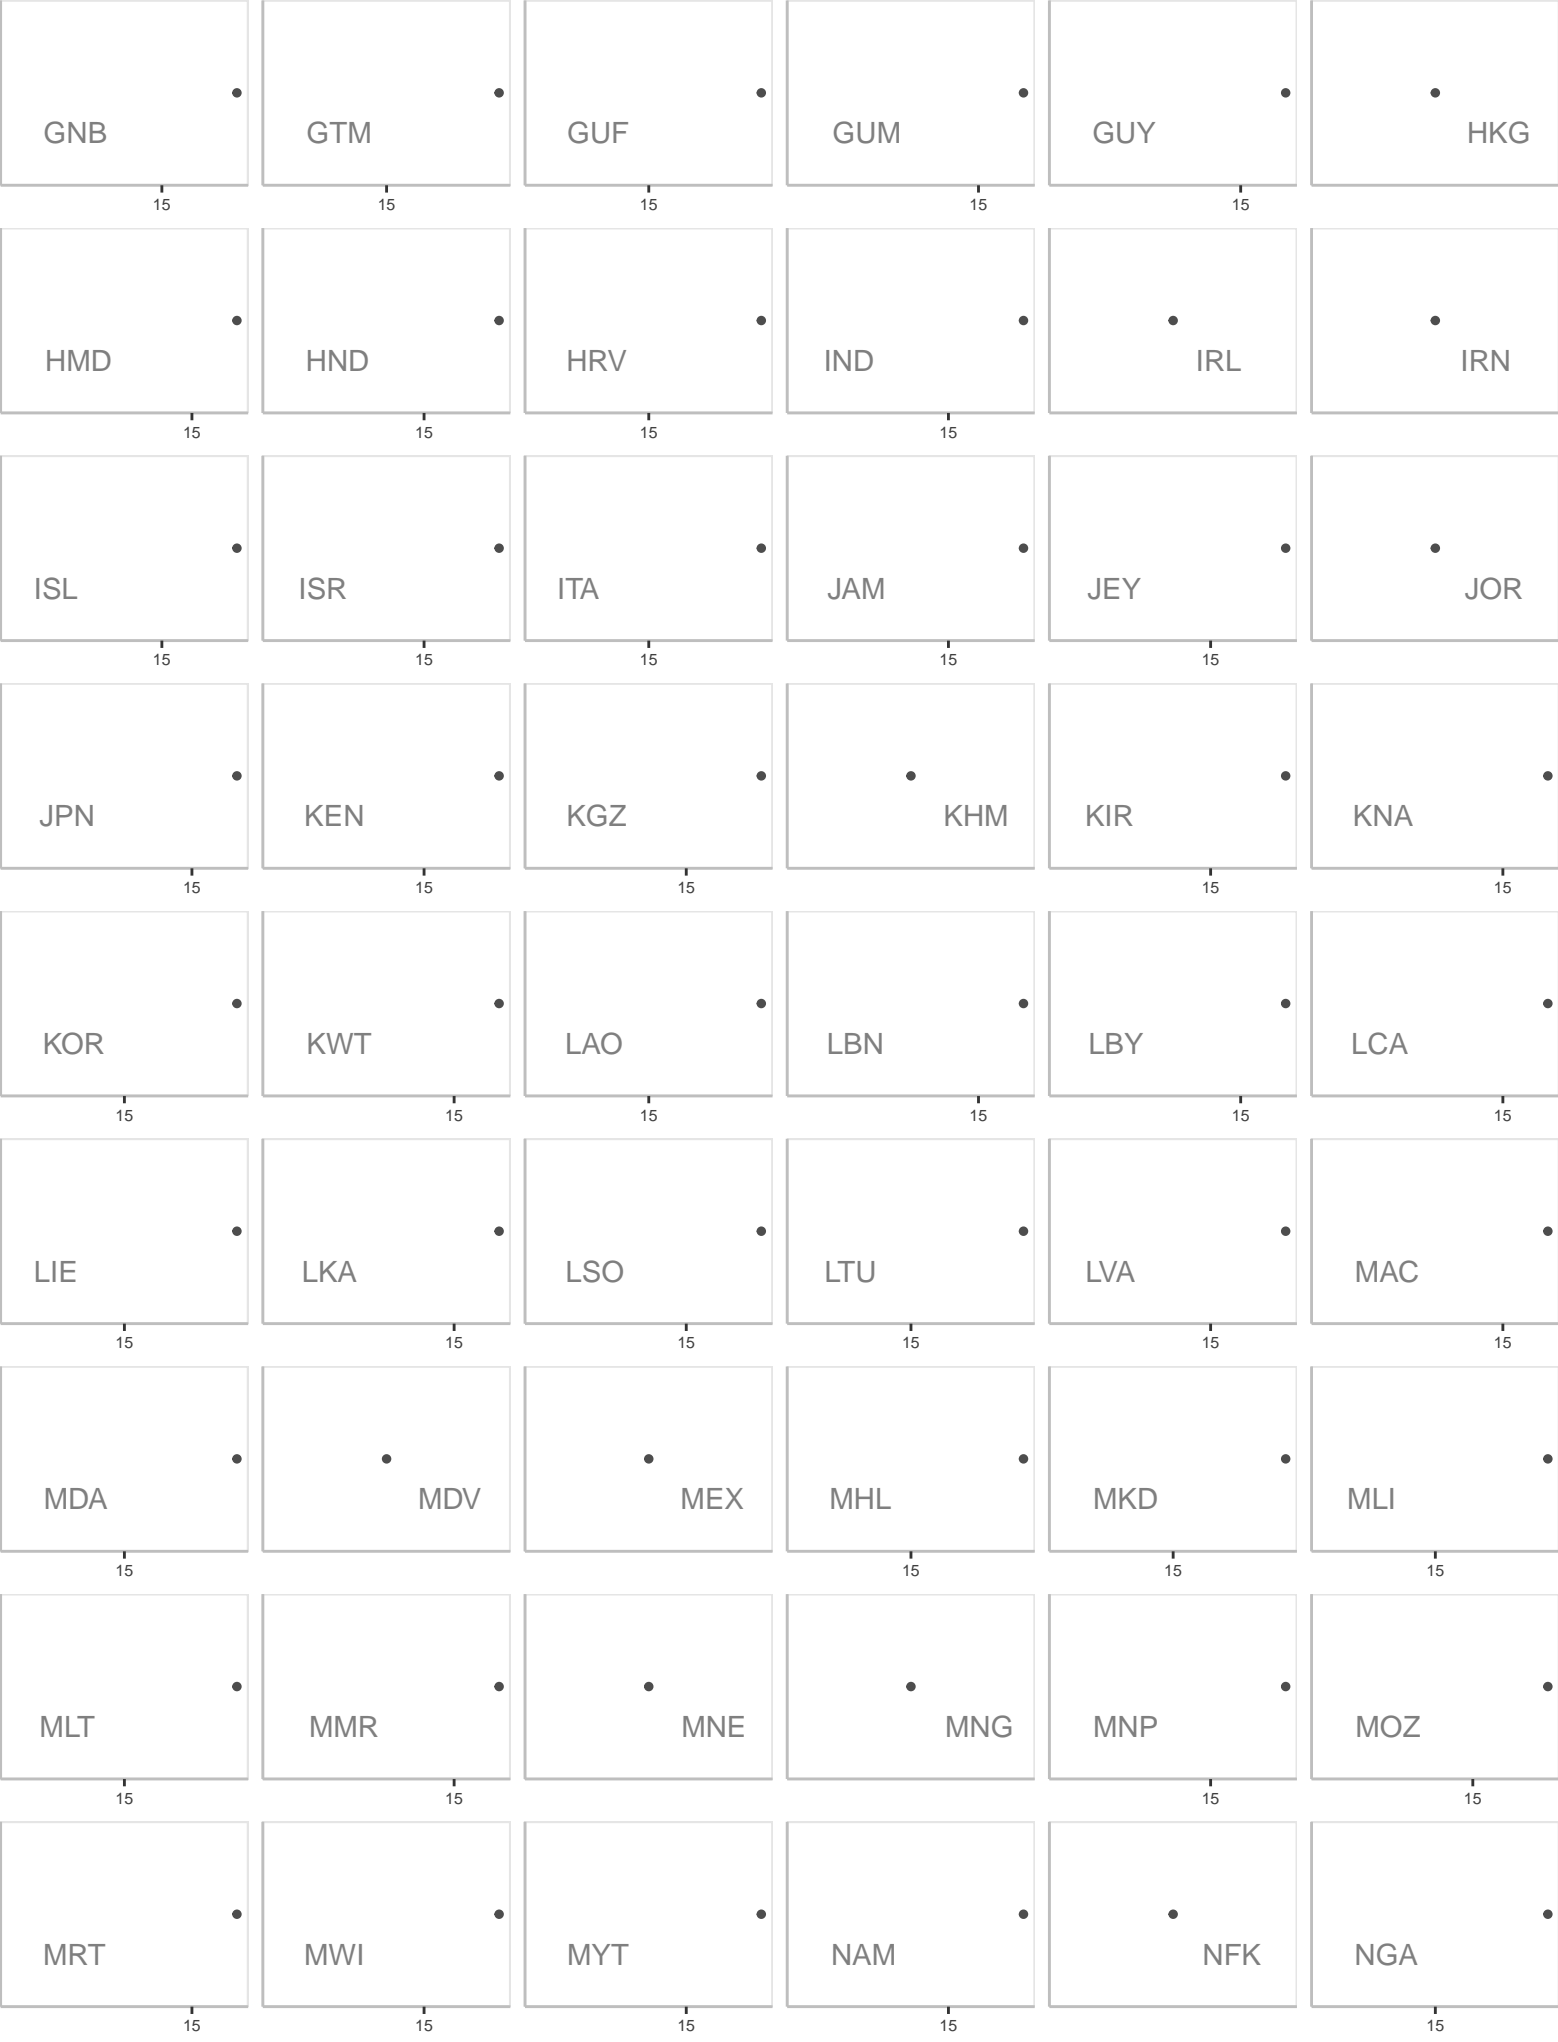 GNB GTM GUF GUM GUY HKG
15 15 15 15 15
HMD HND HRV IND IRL IRN
15 15 15 15
ISL ISR ITA JAM JEY JOR
15 15 15 15 15
JPN KEN KGZ KHM KIR KNA
15 15 15 15 15
KOR KWT LAO LBN LBY LCA
15 15 15 15 15 15
LIE LKA LSO LTU LVA MAC
15 15 15 15 15 15
MDA MDV MEX MHL MKD MLI
15 15 15 15
MLT MMR MNE MNG MNP MOZ
15 15 15 15
MRT MWI MYT NAM NFK NGA
15 15 15 15 15